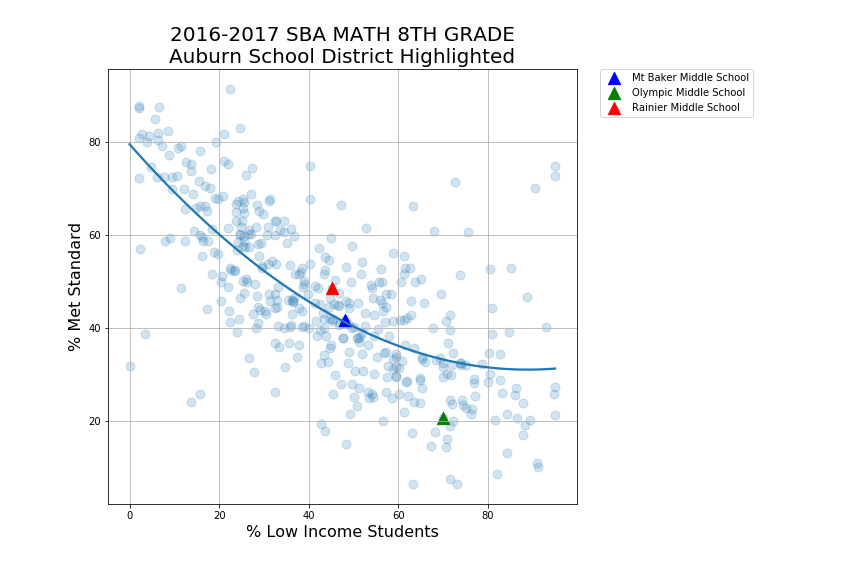 2016-2017 SBA MATH 8TH GRADE
Auburn School District Highlighted
Mt Baker Middle School
Olympic Middle School
Rainier Middle School
% Met Standard
80
60
40
20
0
20
40
60
80
% Low Income Students